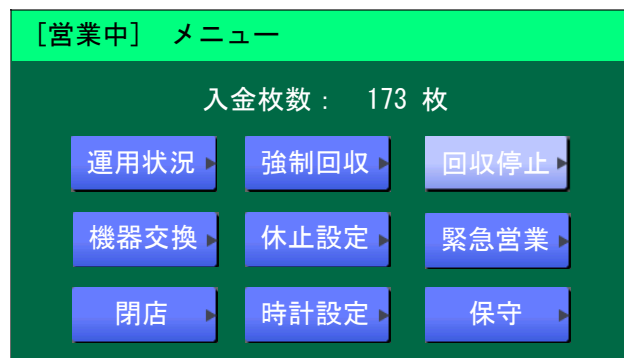 [営業中] メニュー
入金枚数： 173 枚
運用状況 強制回収 回収停止
機器交換 休止設定 緊急営業
閉店 時計設定 保守